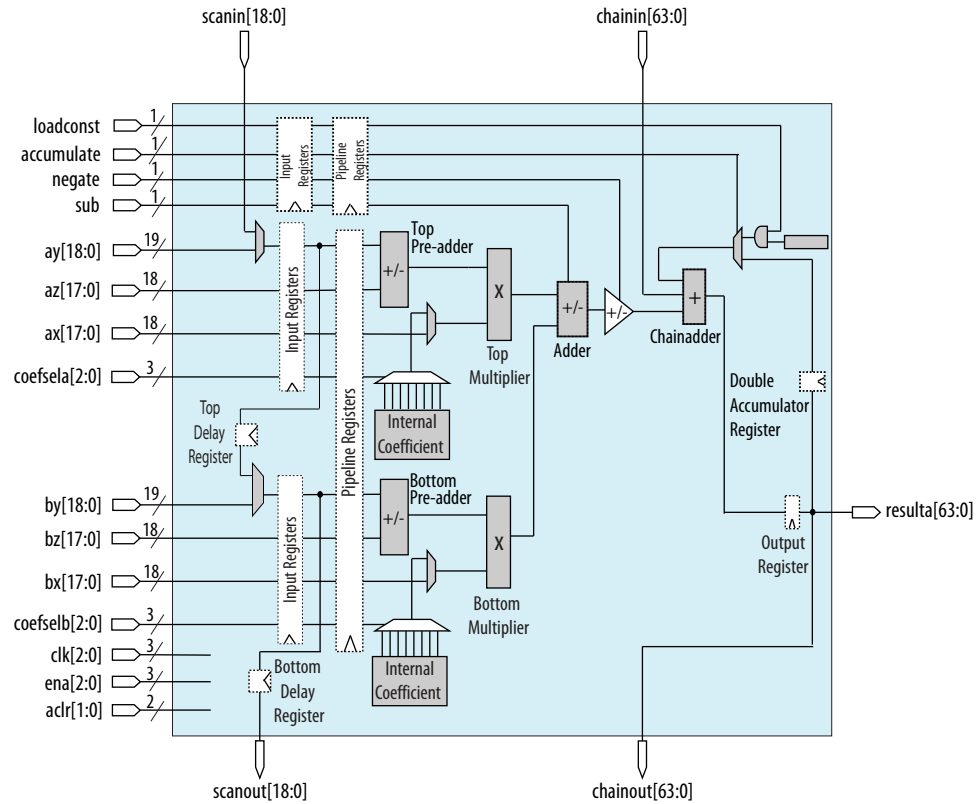 scanin[18:0]
chainin[63:0]
loadconst
1
accumulate
1
negate
1
sub
1
Input
Registers
Pipeline
Registers
ay[18:0]
19
az[17:0]
18
ax[17:0]
18
coefsela[2:0]
3
Input Registers
Pipeline Registers
Top
Pre-adder
+/-
X
Top
Multiplier
+/-
Adder
+/-
+
Chainadder
Internal
Coefficient
Top
Delay
Register
Double
Accumulator
Register
by[18:0]
19
bz[17:0]
18
bx[17:0]
18
coefselb[2:0]
3
clk[2:0]
3
ena[2:0]
3
aclr[1:0]
2
Input Registers
Bottom
Pre-adder
+/-
X
Bottom
Multiplier
Internal
Coefficient
Bottom
Delay
Register
Output
Register
resulta[63:0]
scanout[18:0]
chainout[63:0]